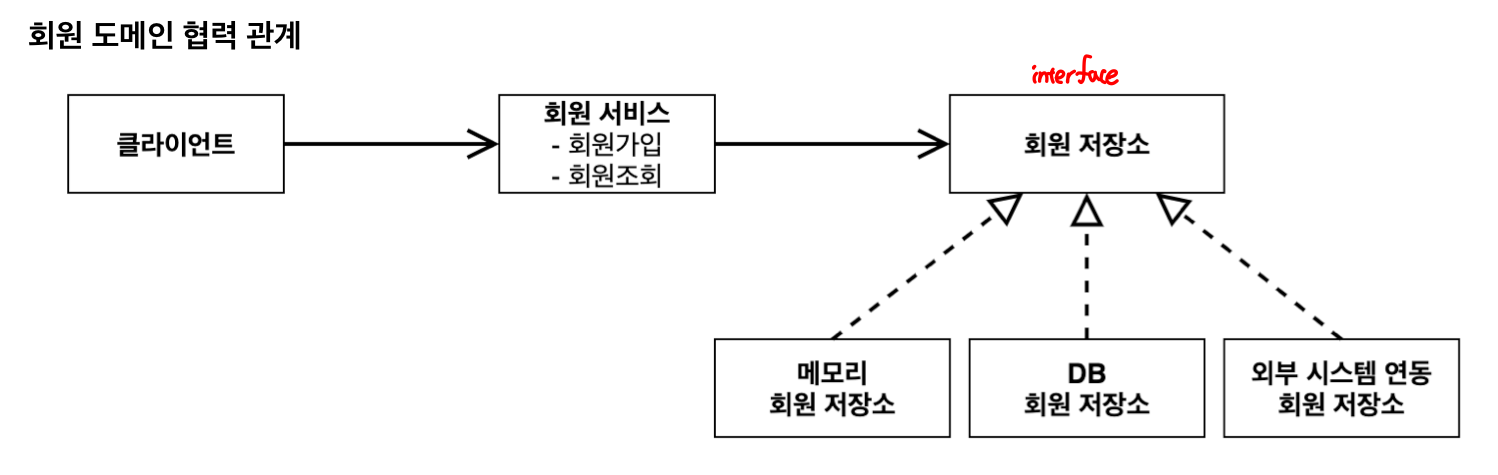 회원 도메인 협력 관계
interface
클라이언트
회원 서비스
- 회원가입
- 회원조회
회원 저장소
메모리
회원 저장소
DB
회원 저장소
외부 시스템 연동
회원 저장소